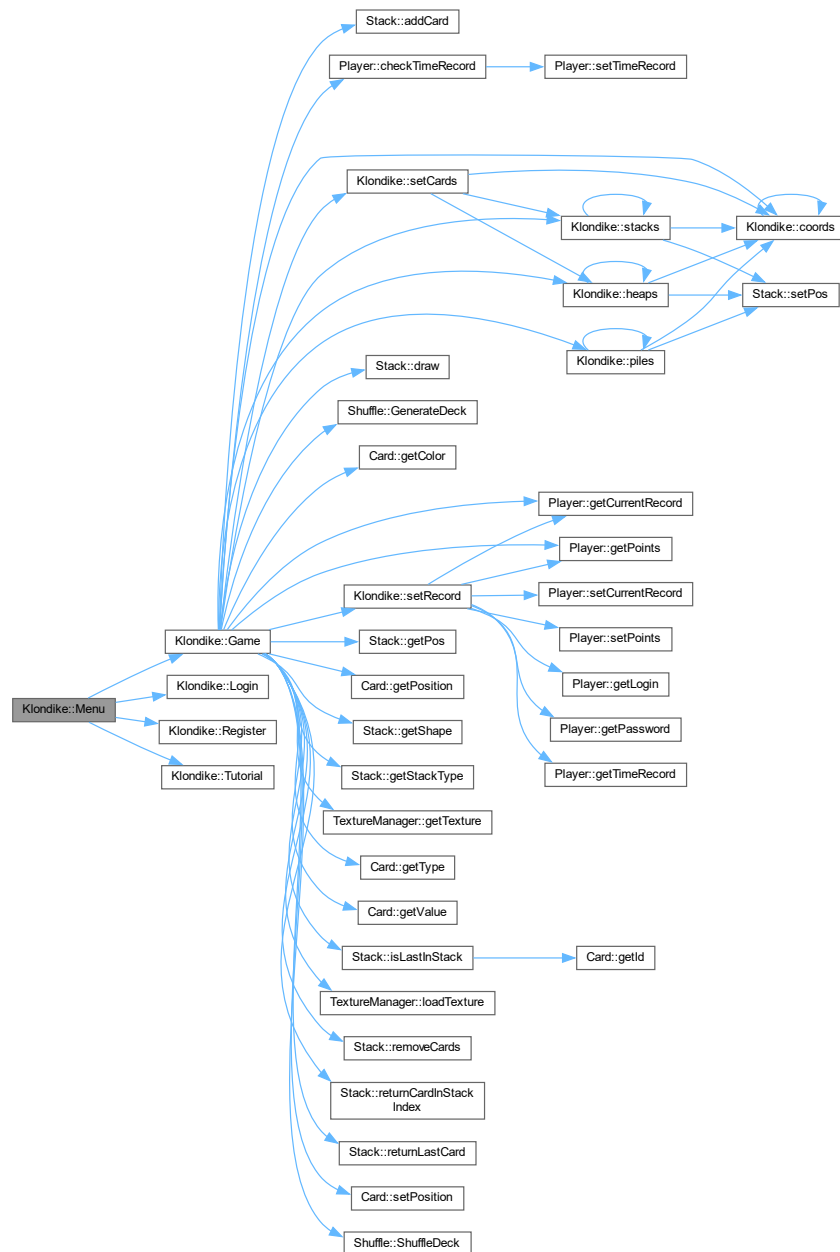 Stack::addCard
Player::checkTimeRecord
Player::setTimeRecord
Klondike::setCards
Klondike::stacks
Klondike::coords
Klondike::heaps
Stack::setPos
Klondike::piles
Stack::draw
Shuffle::GenerateDeck
Card::getColor
Player::getCurrentRecord
Player::getPoints
Klondike::setRecord
Player::setCurrentRecord
Klondike::Game
Stack::getPos
Player::setPoints
Klondike::Login
Card::getPosition
Player::getLogin
Klondike::Menu
Klondike::Register
Stack::getShape
Player::getPassword
Klondike::Tutorial
Stack::getStackType
Player::getTimeRecord
TextureManager::getTexture
Card::getType
Card::getValue
Stack::isLastInStack
Card::getId
TextureManager::loadTexture
Stack::removeCards
Stack::returnCardInStack
Index
Stack::returnLastCard
Card::setPosition
Shuffle::ShuffleDeck